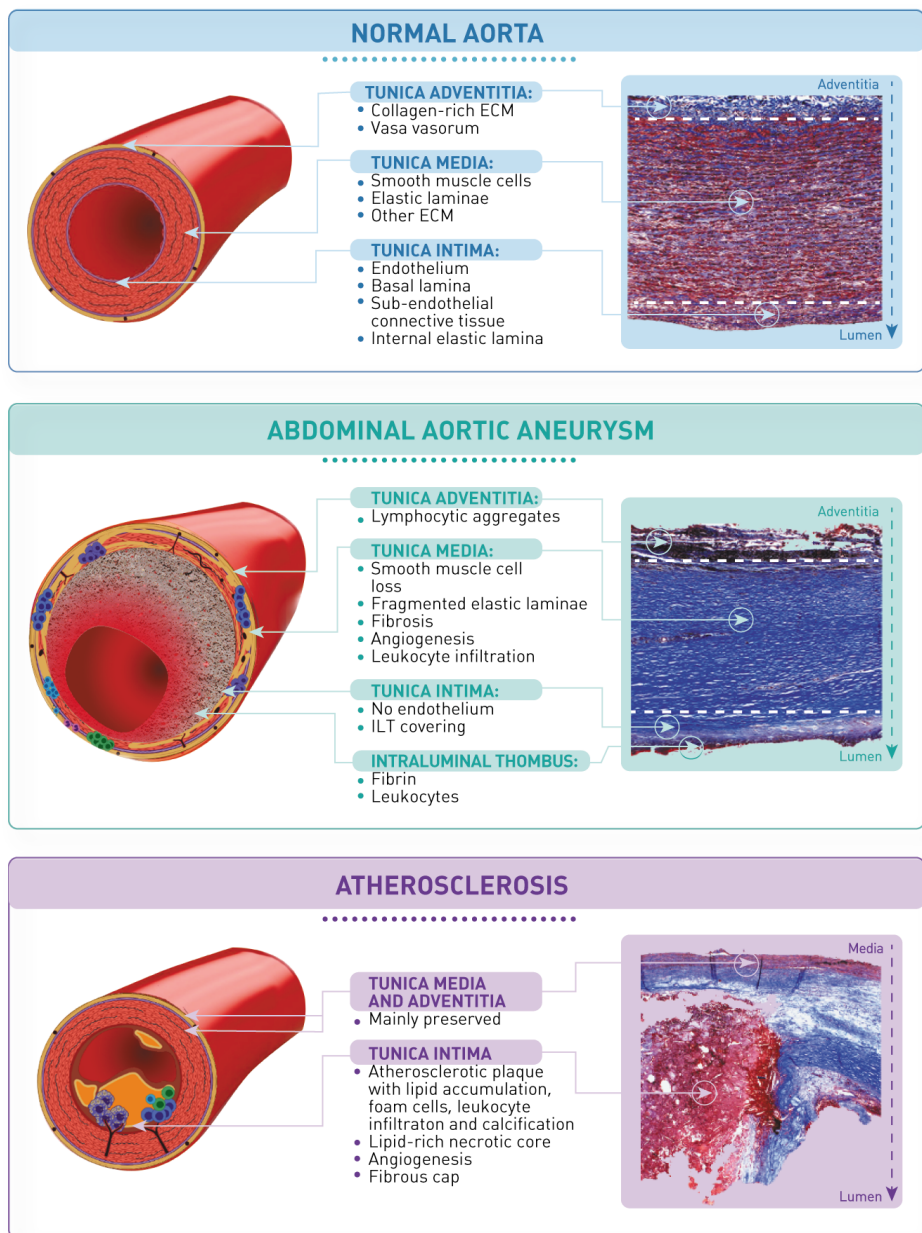 NORMAL AORTA
TUNICA ADVENTITIA:
• Collagen-rich ECM
• Vasa vasorum
TUNICA MEDIA:
• Smooth muscle cells
• Elastic laminae
• Other ECM
TUNICA INTIMA:
• Endothelium
• Basal lamina
• Sub-endothelial
connective tissue
• Internal elastic lamina
Adventitia
Lumen
ABDOMINAL AORTIC ANEURYSM
TUNICA ADVENTITIA:
• Lymphocytic aggregates
TUNICA MEDIA:
• Smooth muscle cell
loss
• Fragmented elastic laminae
• Fibrosis
• Angiogenesis
• Leukocyte infiltration
TUNICA INTIMA:
• No endothelium
• ILT covering
INTRALUMINAL THOMBUS:
• Fibrin
• Leukocytes
Adventitia
Lumen
ATHEROSCLEROSIS
TUNICA MEDIA
AND ADVENTITIA
• Mainly preserved
TUNICA INTIMA
• Atherosclerotic plaque
with lipid accumulation,
foam cells, leukocyte
infiltraton and calcification
• Lipid-rich necrotic core
• Angiogenesis
• Fibrous cap
Media
Lumen